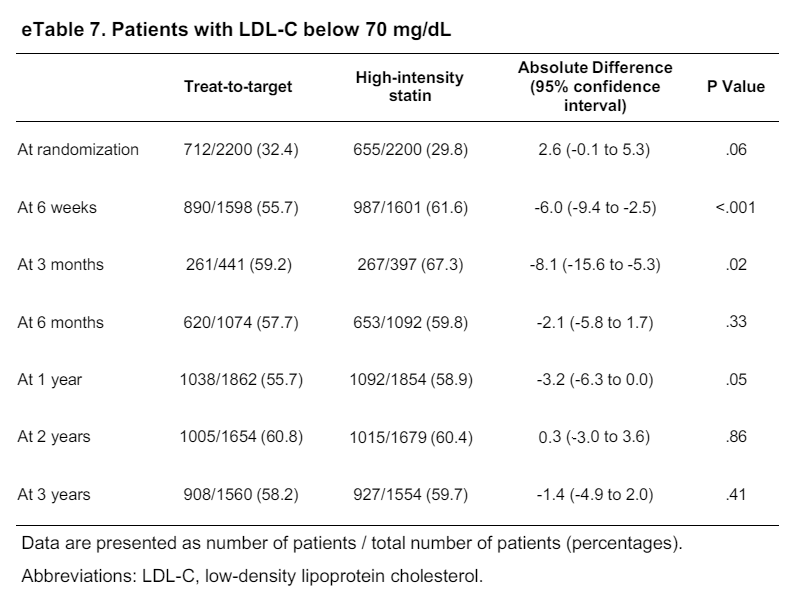 eTable 7. Patients with LDL-C below 70 mg/dL
Treat-to-target High-intensity statin Absolute Difference (95% confidence interval) P Value
At randomization 712/2200 (32.4) 655/2200 (29.8) 2.6 (-0.1 to 5.3) .06
At 6 weeks 890/1598 (55.7) 987/1601 (61.6) -6.0 (-9.4 to -2.5) <.001
At 3 months 261/441 (59.2) 267/397 (67.3) -8.1 (-15.6 to -5.3) .02
At 6 months 620/1074 (57.7) 653/1092 (59.8) -2.1 (-5.8 to 1.7) .33
At 1 year 1038/1862 (55.7) 1092/1854 (58.9) -3.2 (-6.3 to 0.0) .05
At 2 years 1005/1654 (60.8) 1015/1679 (60.4) 0.3 (-3.0 to 3.6) .86
At 3 years 908/1560 (58.2) 927/1554 (59.7) -1.4 (-4.9 to 2.0) .41
Data are presented as number of patients / total number of patients (percentages).
Abbreviations: LDL-C, low-density lipoprotein cholesterol.